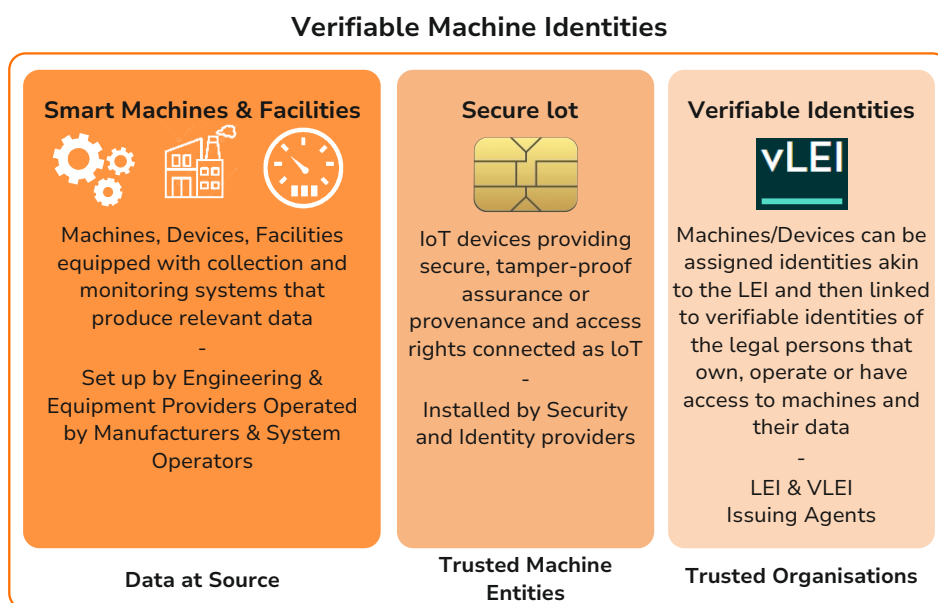 Verifiable Machine Identities
Smart Machines & Facilities
Machines, Devices, Facilities
equipped with collection and
monitoring systems that
produce relevant data
-
Set up by Engineering &
Equipment Providers Operated
by Manufacturers & System
Operators
Data at Source
Secure lot
IoT devices providing
secure, tamper-proof
assurance or
provenance and access
rights connected as loT
-
Installed by Security
and Identity providers
Trusted Machine
Entities
Verifiable Identities
vLEI
Machines/Devices can be
assigned identities akin
to the LEI and then linked
to verifiable identities of
the legal persons that
own, operate or have
access to machines and
their data
-
LEI & VLEI
Issuing Agents
Trusted Organisations